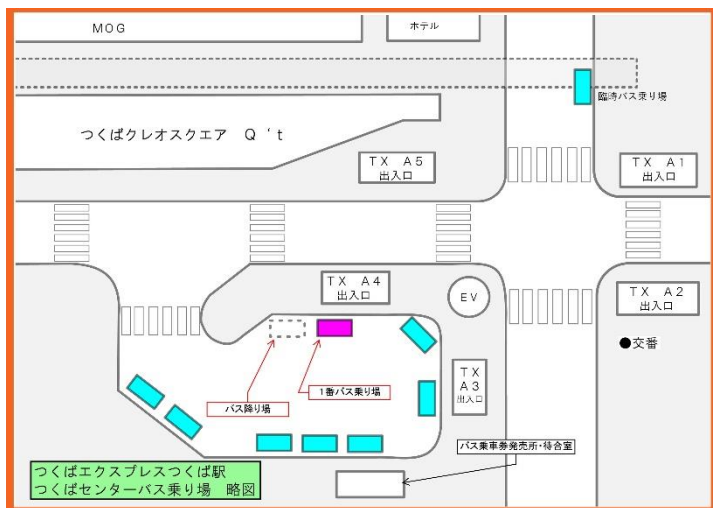 MOG
ホテル
臨時バス乗り場
つくばクレオスクエア Q't
TX A5
出入口
TX A1
出入口
TX A4
出入口
EV
TX A2
出入口
●交番
TX
A3
出入口
1番バス乗り場
バス降り場
バス乗車券発売所・待合室
つくばエクスプレスつくば駅
つくばセンターバス乗り場 略図